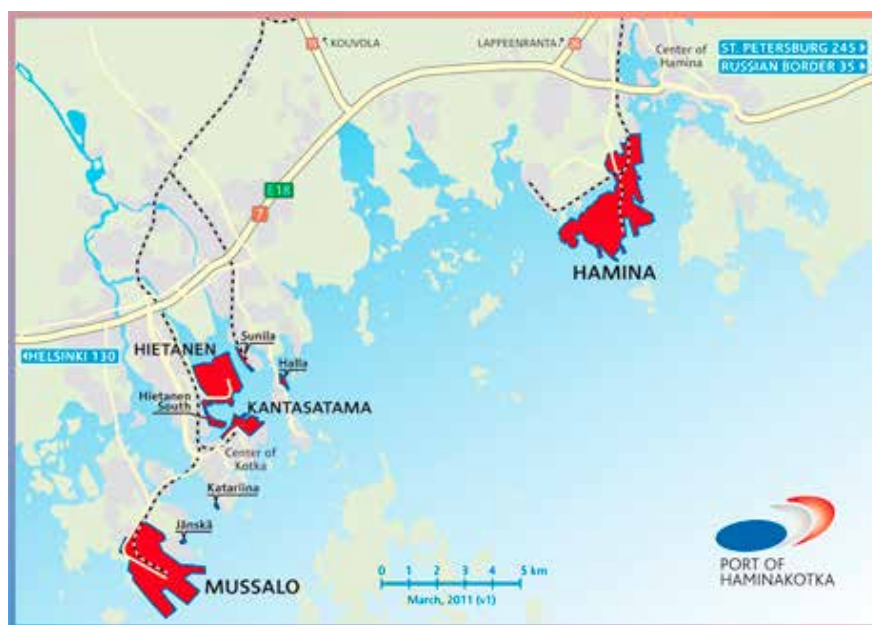 15
KOUVOLA
LAPPEENRANTA
26
Center of
Hamina
ST. PETERSBURG 245
RUSSIAN BORDER 35
E18
7
HAMINA
HELSINKI 130
HIETANEN
Sunila
Halla
Hietanen
South
KANTASATAMA
Center of
Kotka
Katariina
Jänskä
MUSSALO
0 1 2 3 4 5 km
March, 2011 (v1)
PORT OF
HAMINAKOTKA